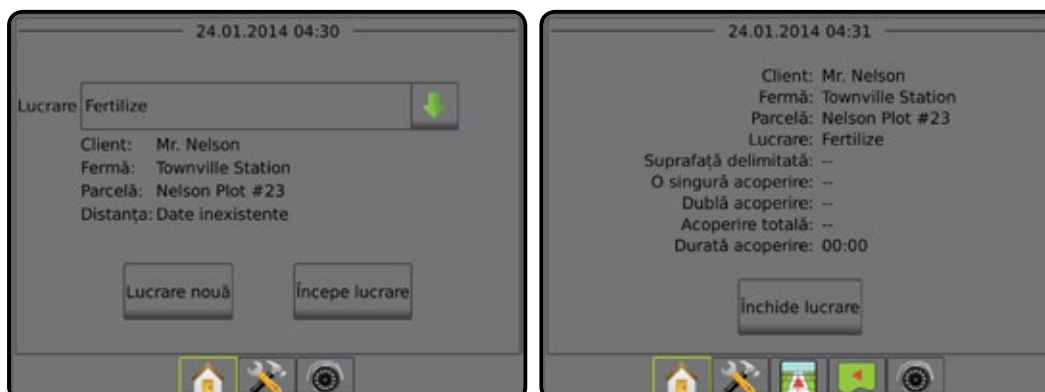 24.01.2014 04:30
Lucrare Fertilize
Client: Mr. Nelson
Fermă: Townville Station
Parcelă: Nelson Plot #23
Distanţa: Date inexistente
Lucrare nouă
Începe lucrare
24.01.2014 04:31
Client: Mr. Nelson
Fermă: Townville Station
Parcelă: Nelson Plot #23
Lucrare: Fertilize
Suprafaţă delimitată: --
O singură acoperire: --
Dublă acoperire: --
Acoperire totală: --
Durată acoperire: 00:00
Închide lucrare